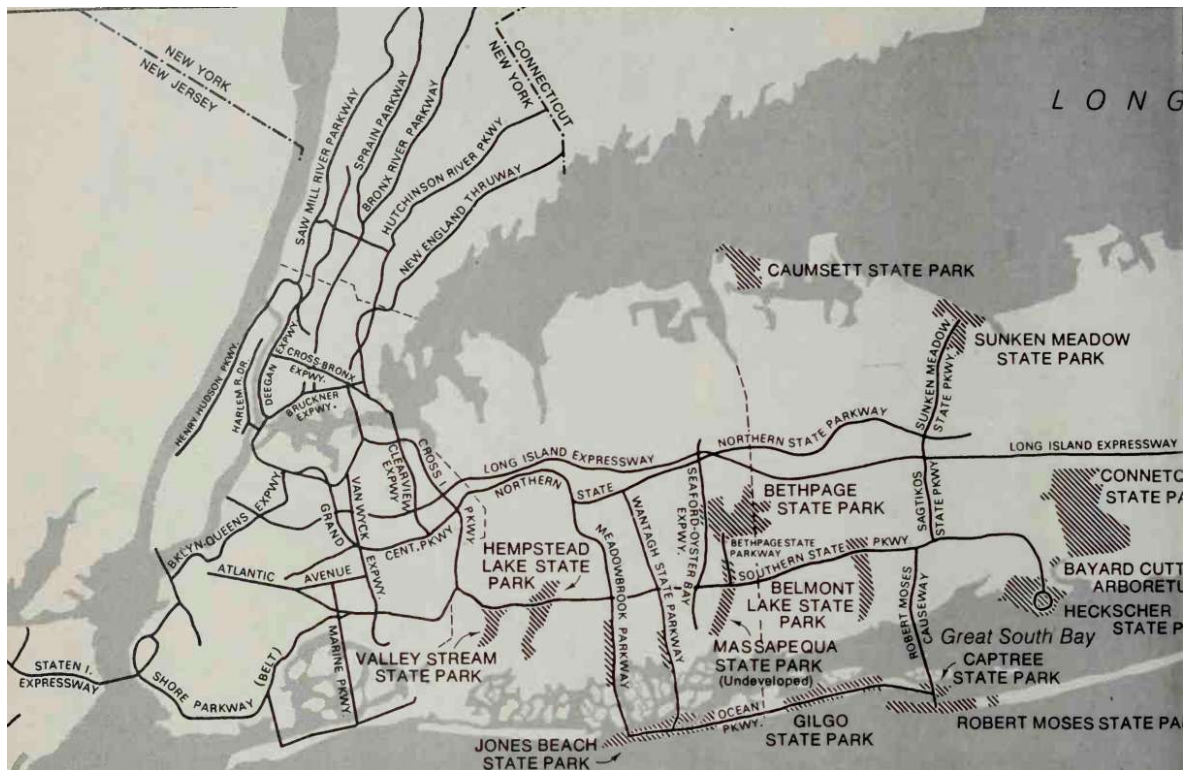 NEW YORK
NEW JERSEY
CONNECTICUT
NEW YORK
LONG
SAW MILL RIVER PARKWAY
SPRAIN PARKWAY
BRONX RIVER PARKWAY
HUTCHINSON RIVER PKWY
NEW ENGLAND THRUWAY
CAUMSETT STATE PARK
SUNKEN MEADOW
STATE PARK
SUNKEN MEADOW
STATE PKWY.
HENRY HUDSON PKWY.
HARLEM R. DR.
DEEGAN EXPWY.
CROSS-BRONX
EXPWY.
BRUCKNER
EXPWY.
NORTHERN STATE PARKWAY
LONG ISLAND EXPRESSWAY
LONG ISLAND EXPRESSWAY
NORTHERN STATE
CROSS I.
PKWY
CLEARVIEW
EXPWY.
VAN WYCK
EXPWY.
GRAND
CENT. PKWY
BKLYN-QUEENS EXPWY
SEAFORD-OYSTER BAY
EXPWY.
BETHPAGE
STATE PARK
BETHPAGE STATE
PARKWAY
SAGTIKOS
STATE PKWY
CONNETQ
STATE PA
WANTAGH STATE PARKWAY
MEADOWBROOK PARKWAY
HEMPSTEAD
LAKE STATE
PARK
SOUTHERN STATE PKWY.
ATLANTIC AVENUE
BELMONT
LAKE STATE
PARK
BAYARD CUTT
ARBORETU
HECKSCHER
STATE P
ROBERT MOSES
CAUSEWAY
Great South Bay
MASSAPEQUA
STATE PARK
(Undeveloped)
CAPTREE
STATE PARK
VALLEY STREAM
STATE PARK
MARINE PKWY.
STATEN I.
EXPRESSWAY
SHORE PARKWAY (BELT)
OCEAN
PKWY.
GILGO
STATE PARK
ROBERT MOSES STATE PA
JONES BEACH
STATE PARK